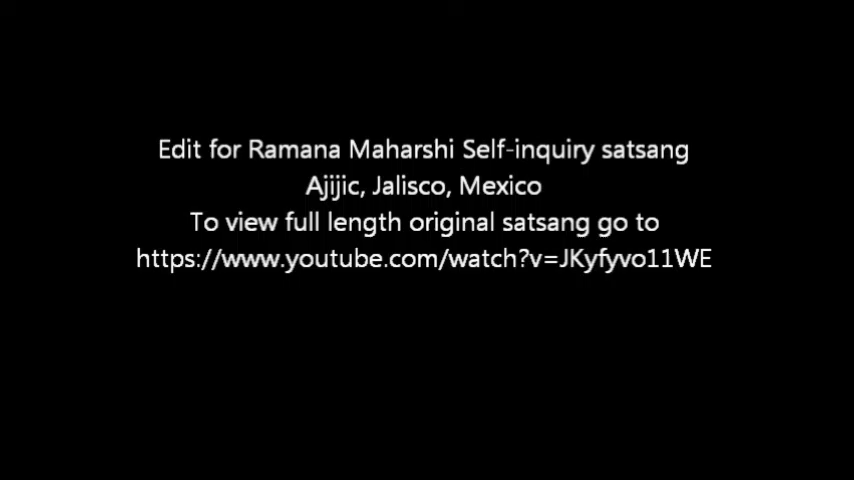 Edit for Ramana Maharshi Self-inquiry satsang
Ajijic, Jalisco, Mexico
To view full length original satsang go to
https://www.youtube.com/watch?v=JKyfyvo11WE